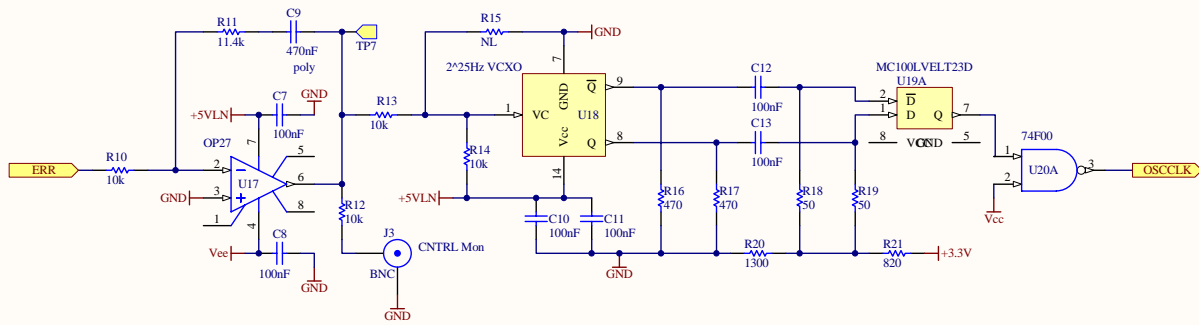 R11
11.4k
C9
470nF
poly
TP7
R15
NL
GND
2^25Hz VCXO
7
GND
1
VC
U18
Vcc
14
Q
9
Q
8
C12
100nF
C13
100nF
MC100LVELT23D
U19A
2
D
1
D
Q
7
8
VCC
GND
5
74F00
1
2
U20A
3
OSCCLK
Vcc
GND
C7
100nF
+5VLN
7
OP27
5
ERR
R10
10k
2
U17
6
GND
3
8
1
4
R13
10k
R14
10k
+5VLN
R12
10k
Vee
C8
100nF
GND
J3
CNTRL Mon
BNC
GND
C10
100nF
C11
100nF
GND
R16
470
R17
470
R18
50
R19
50
R20
1300
R21
820
+3.3V